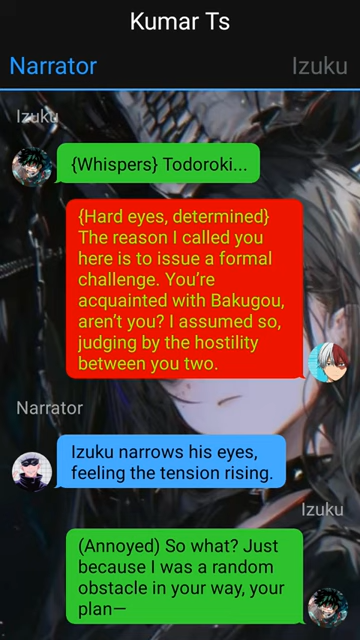 Kumar Ts
Narrator
Izuku
Izuku
{Whispers} Todoroki...
{Hard eyes, determined}
The reason I called you
here is to issue a formal
challenge. You’re
acquainted with Bakugou,
aren’t you? I assumed so,
judging by the hostility
between you two.
Narrator
Izuku narrows his eyes,
feeling the tension rising.
Izuku
(Annoyed) So what? Just
because I was a random
obstacle in your way, your
plan—